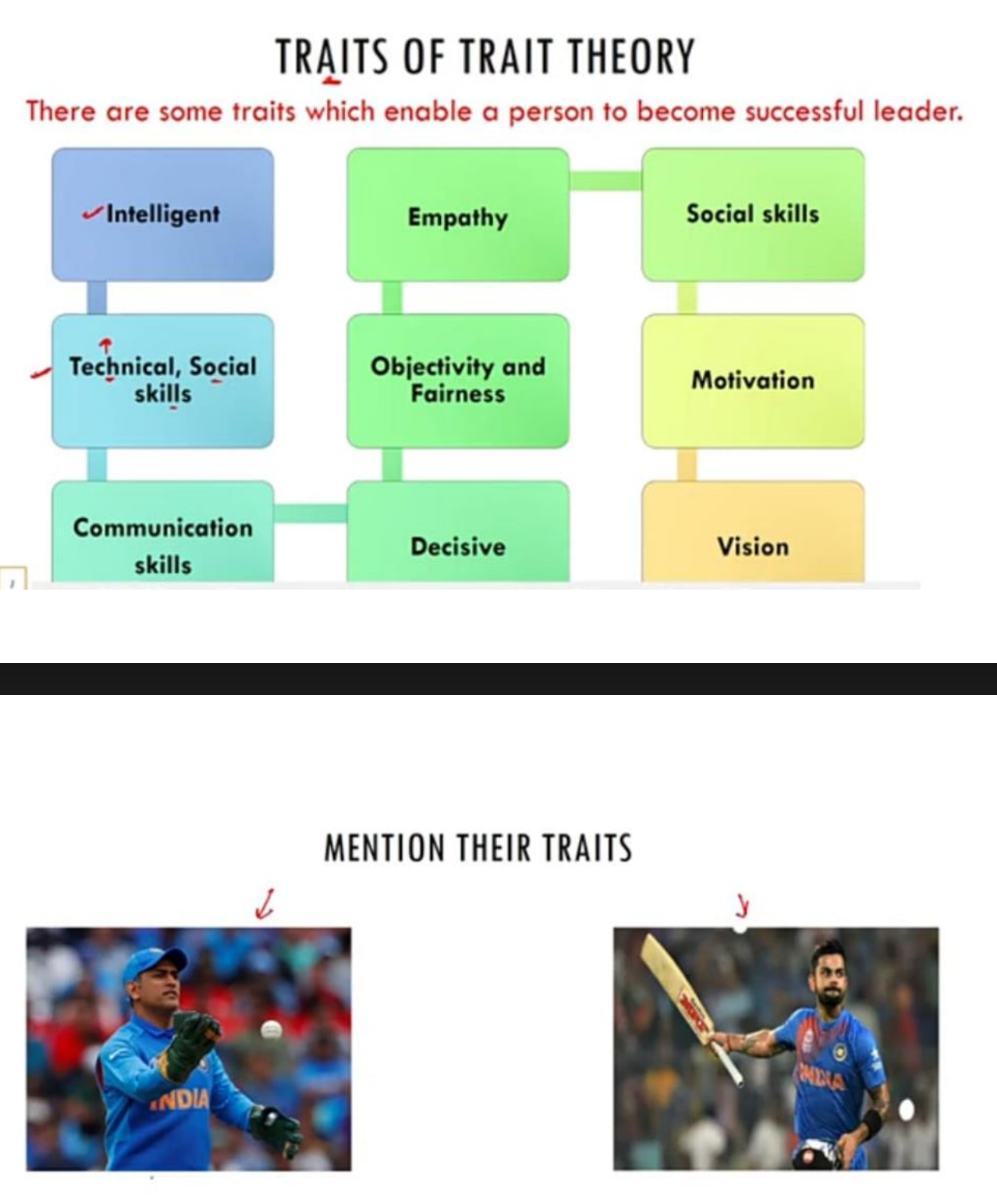 TRAITS OF TRAIT THEORY
There are some traits which enable a person to become successful leader.
Intelligent
Technical, Social
skills
Communication
skills
Empathy
Objectivity and
Fairness
Decisive
Social skills
Motivation
Vision
MENTION THEIR TRAITS
INDIA
INDIA